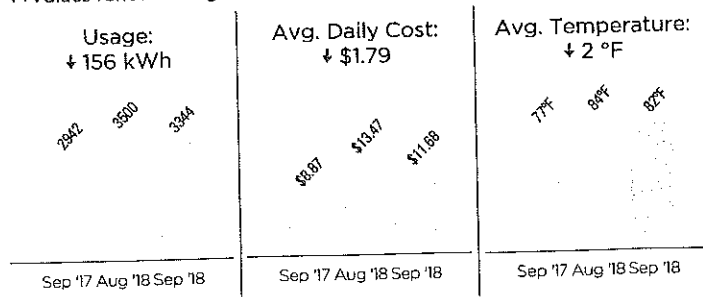 Usage:
↓ 156 kWh
2942
3500
3344
Sep '17 Aug '18 Sep '18
Avg. Daily Cost:
↓ $1.79
$8.87
$13.47
$11.68
Sep '17 Aug '18 Sep '18
Avg. Temperature:
↓ 2 °F
77°F
84°F
82°F
Sep '17 Aug '18 Sep '18